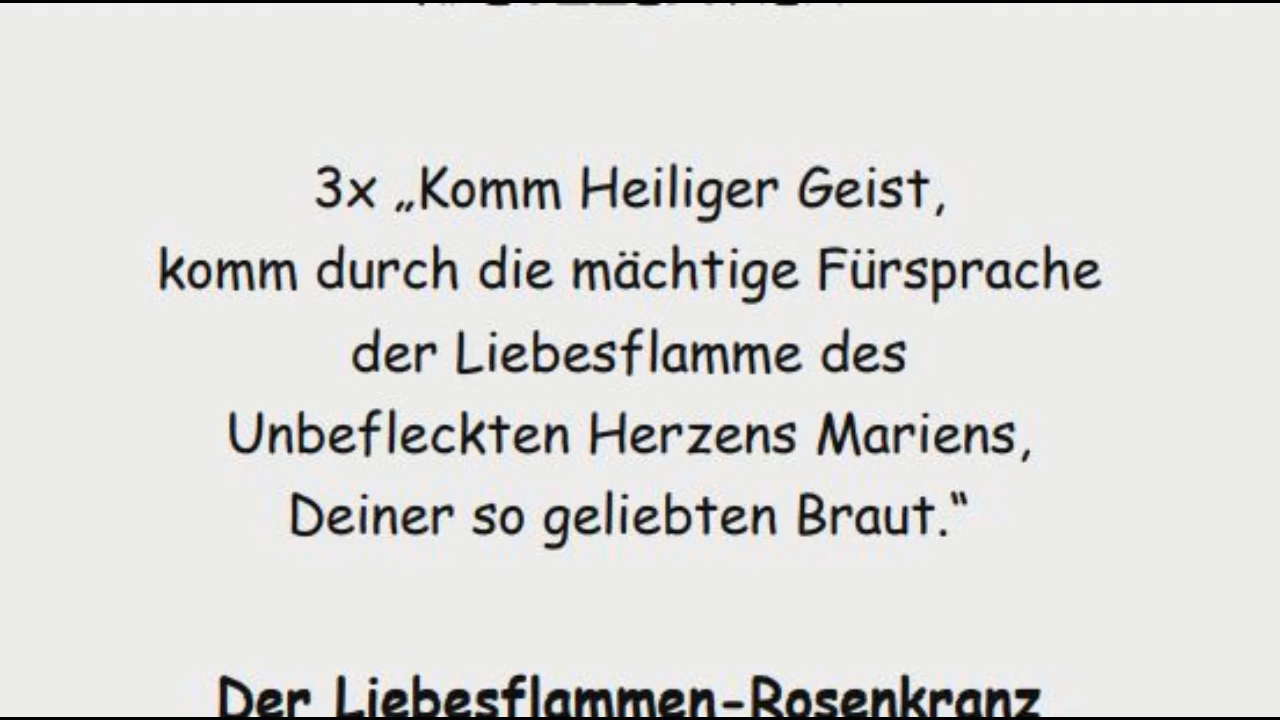 3x „Komm Heiliger Geist,
komm durch die mächtige Fürsprache
der Liebesflamme des
Unbefleckten Herzens Mariens,
Deiner so geliebten Braut.“
Der Liebesflammen-Rosenkranz